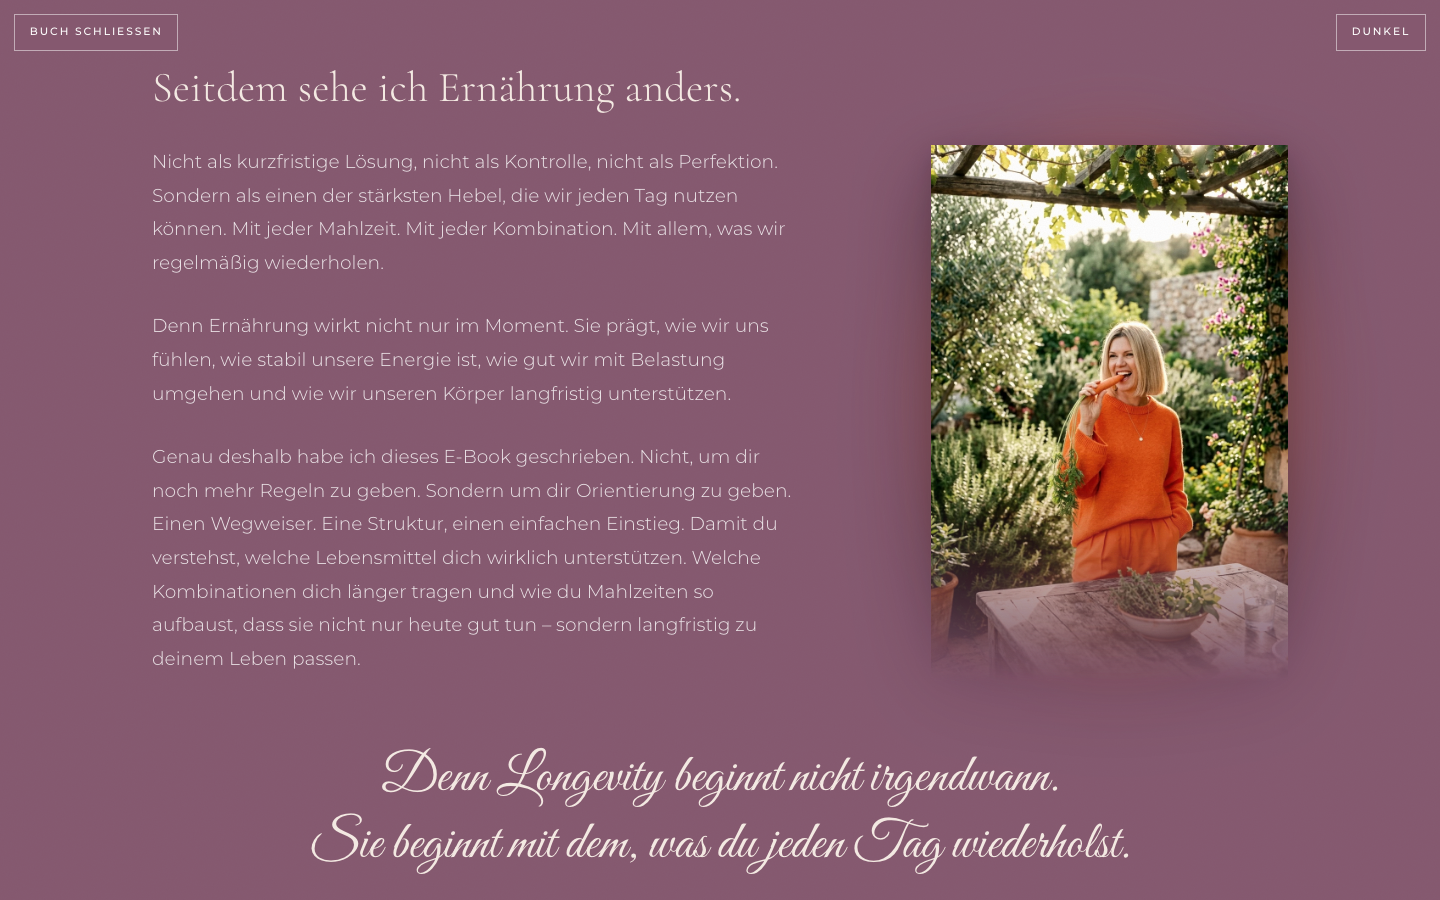 BUCH SCHLIESSEN
DUNKEL
Seitdem sehe ich Ernährung anders.
Nicht als kurzfristige Lösung, nicht als Kontrolle, nicht als Perfektion.
Sondern als einen der stärksten Hebel, die wir jeden Tag nutzen
können. Mit jeder Mahlzeit. Mit jeder Kombination. Mit allem, was wir
regelmäßig wiederholen.
Denn Ernährung wirkt nicht nur im Moment. Sie prägt, wie wir uns
fühlen, wie stabil unsere Energie ist, wie gut wir mit Belastung
umgehen und wie wir unseren Körper langfristig unterstützen.
Genau deshalb habe ich dieses E-Book geschrieben. Nicht, um dir
noch mehr Regeln zu geben. Sondern um dir Orientierung zu geben.
Einen Wegweiser. Eine Struktur, einen einfachen Einstieg. Damit du
verstehst, welche Lebensmittel dich wirklich unterstützen. Welche
Kombinationen dich länger tragen und wie du Mahlzeiten so
aufbaust, dass sie nicht nur heute gut tun – sondern langfristig zu
deinem Leben passen.
Denn Longevity beginnt nicht irgendwann.
Sie beginnt mit dem, was du jeden Tag wiederholst.